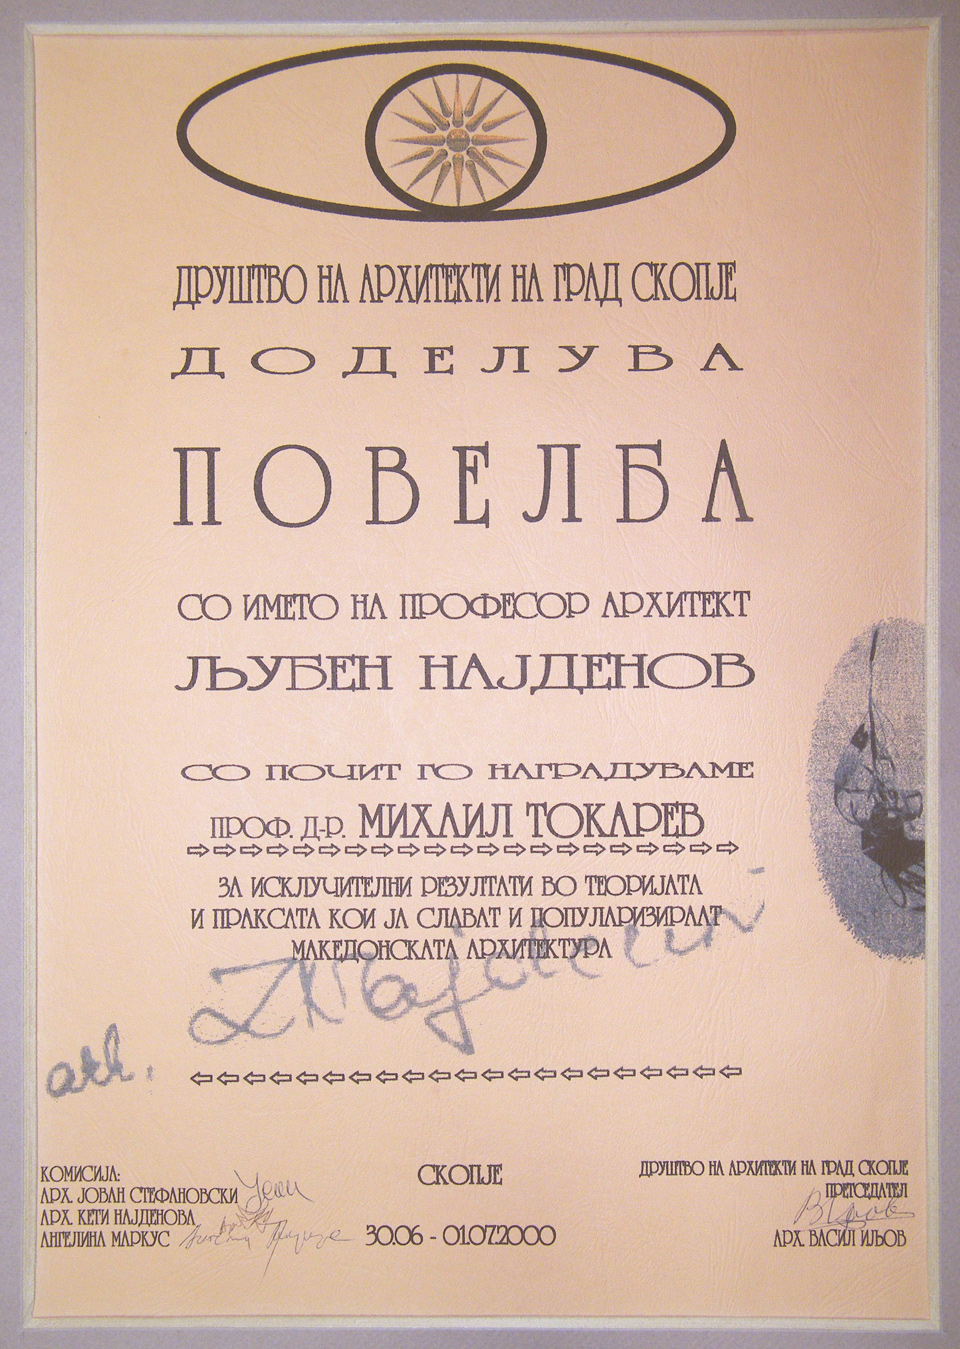 ДРУШТВО НА АРХИТЕКТИ НА ГРАД СКОПЈЕ
ДОДЕЛУВА
ПОВЕЛБА
СО ИМЕТО НА ПРОФЕСОР АРХИТЕКТ
ЉУБЕН НАЈДЕНОВ
СО ПОЧИТ ГО НАГРАДУВАМЕ
ПРОФ. Д-Р. МИХАИЛ ТОКАРЕВ
ЗА ИСКЛУЧИТЕЛНИ РЕЗУЛТАТИ ВО ТЕОРИЈАТА
И ПРАКСАТА КОИ ЈА СЛАВАТ И ПОПУЛАРИЗИРААТ
МАКЕДОНСКАТА АРХИТЕКТУРА
arh.
КОМИСИЈА:
АРХ. ЈОВАН СТЕФАНОВСКИ
АРХ. КЕТИ НАЈДЕНОВА
АНГЕЛИНА МАРКУС
СКОПЈЕ
30.06 - 01.07.2000
ДРУШТВО НА АРХИТЕКТИ НА ГРАД СКОПЈЕ
ПРЕТСЕДАТЕЛ
АРХ. ВАСИЛ ИЉОВ